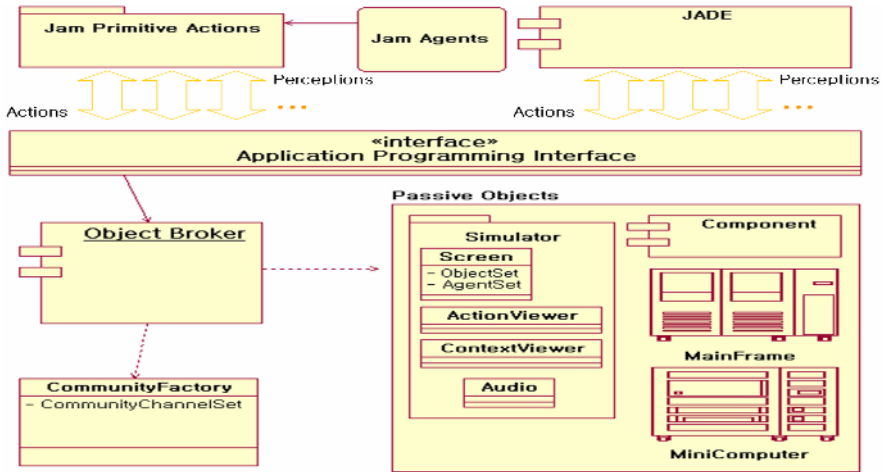 Jam Primitive Actions
Jam Agents
JADE
Perceptions
Perceptions
Actions
...
Actions
...
«interface»
Application Programming Interface
Passive Objects
Object Broker
Simulator
Component
Screen
- ObjectSet
- AgentSet
ActionViewer
ContextViewer
MainFrame
Audio
CommunityFactory
- CommunityChannelSet
MiniComputer